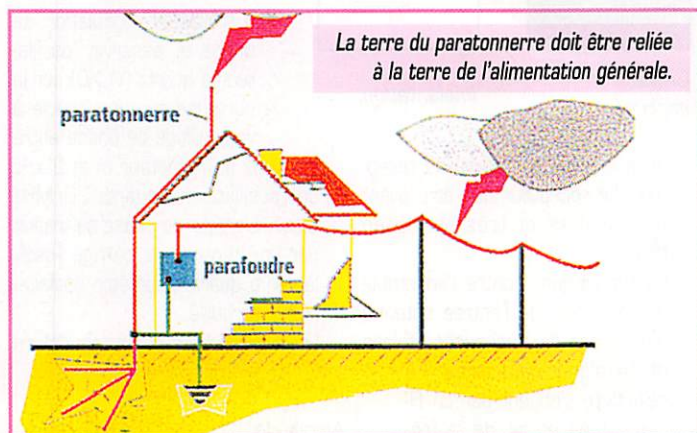 La terre du paratonnerre doit être reliée
à la terre de l'alimentation générale.
paratonnerre
parafoudre